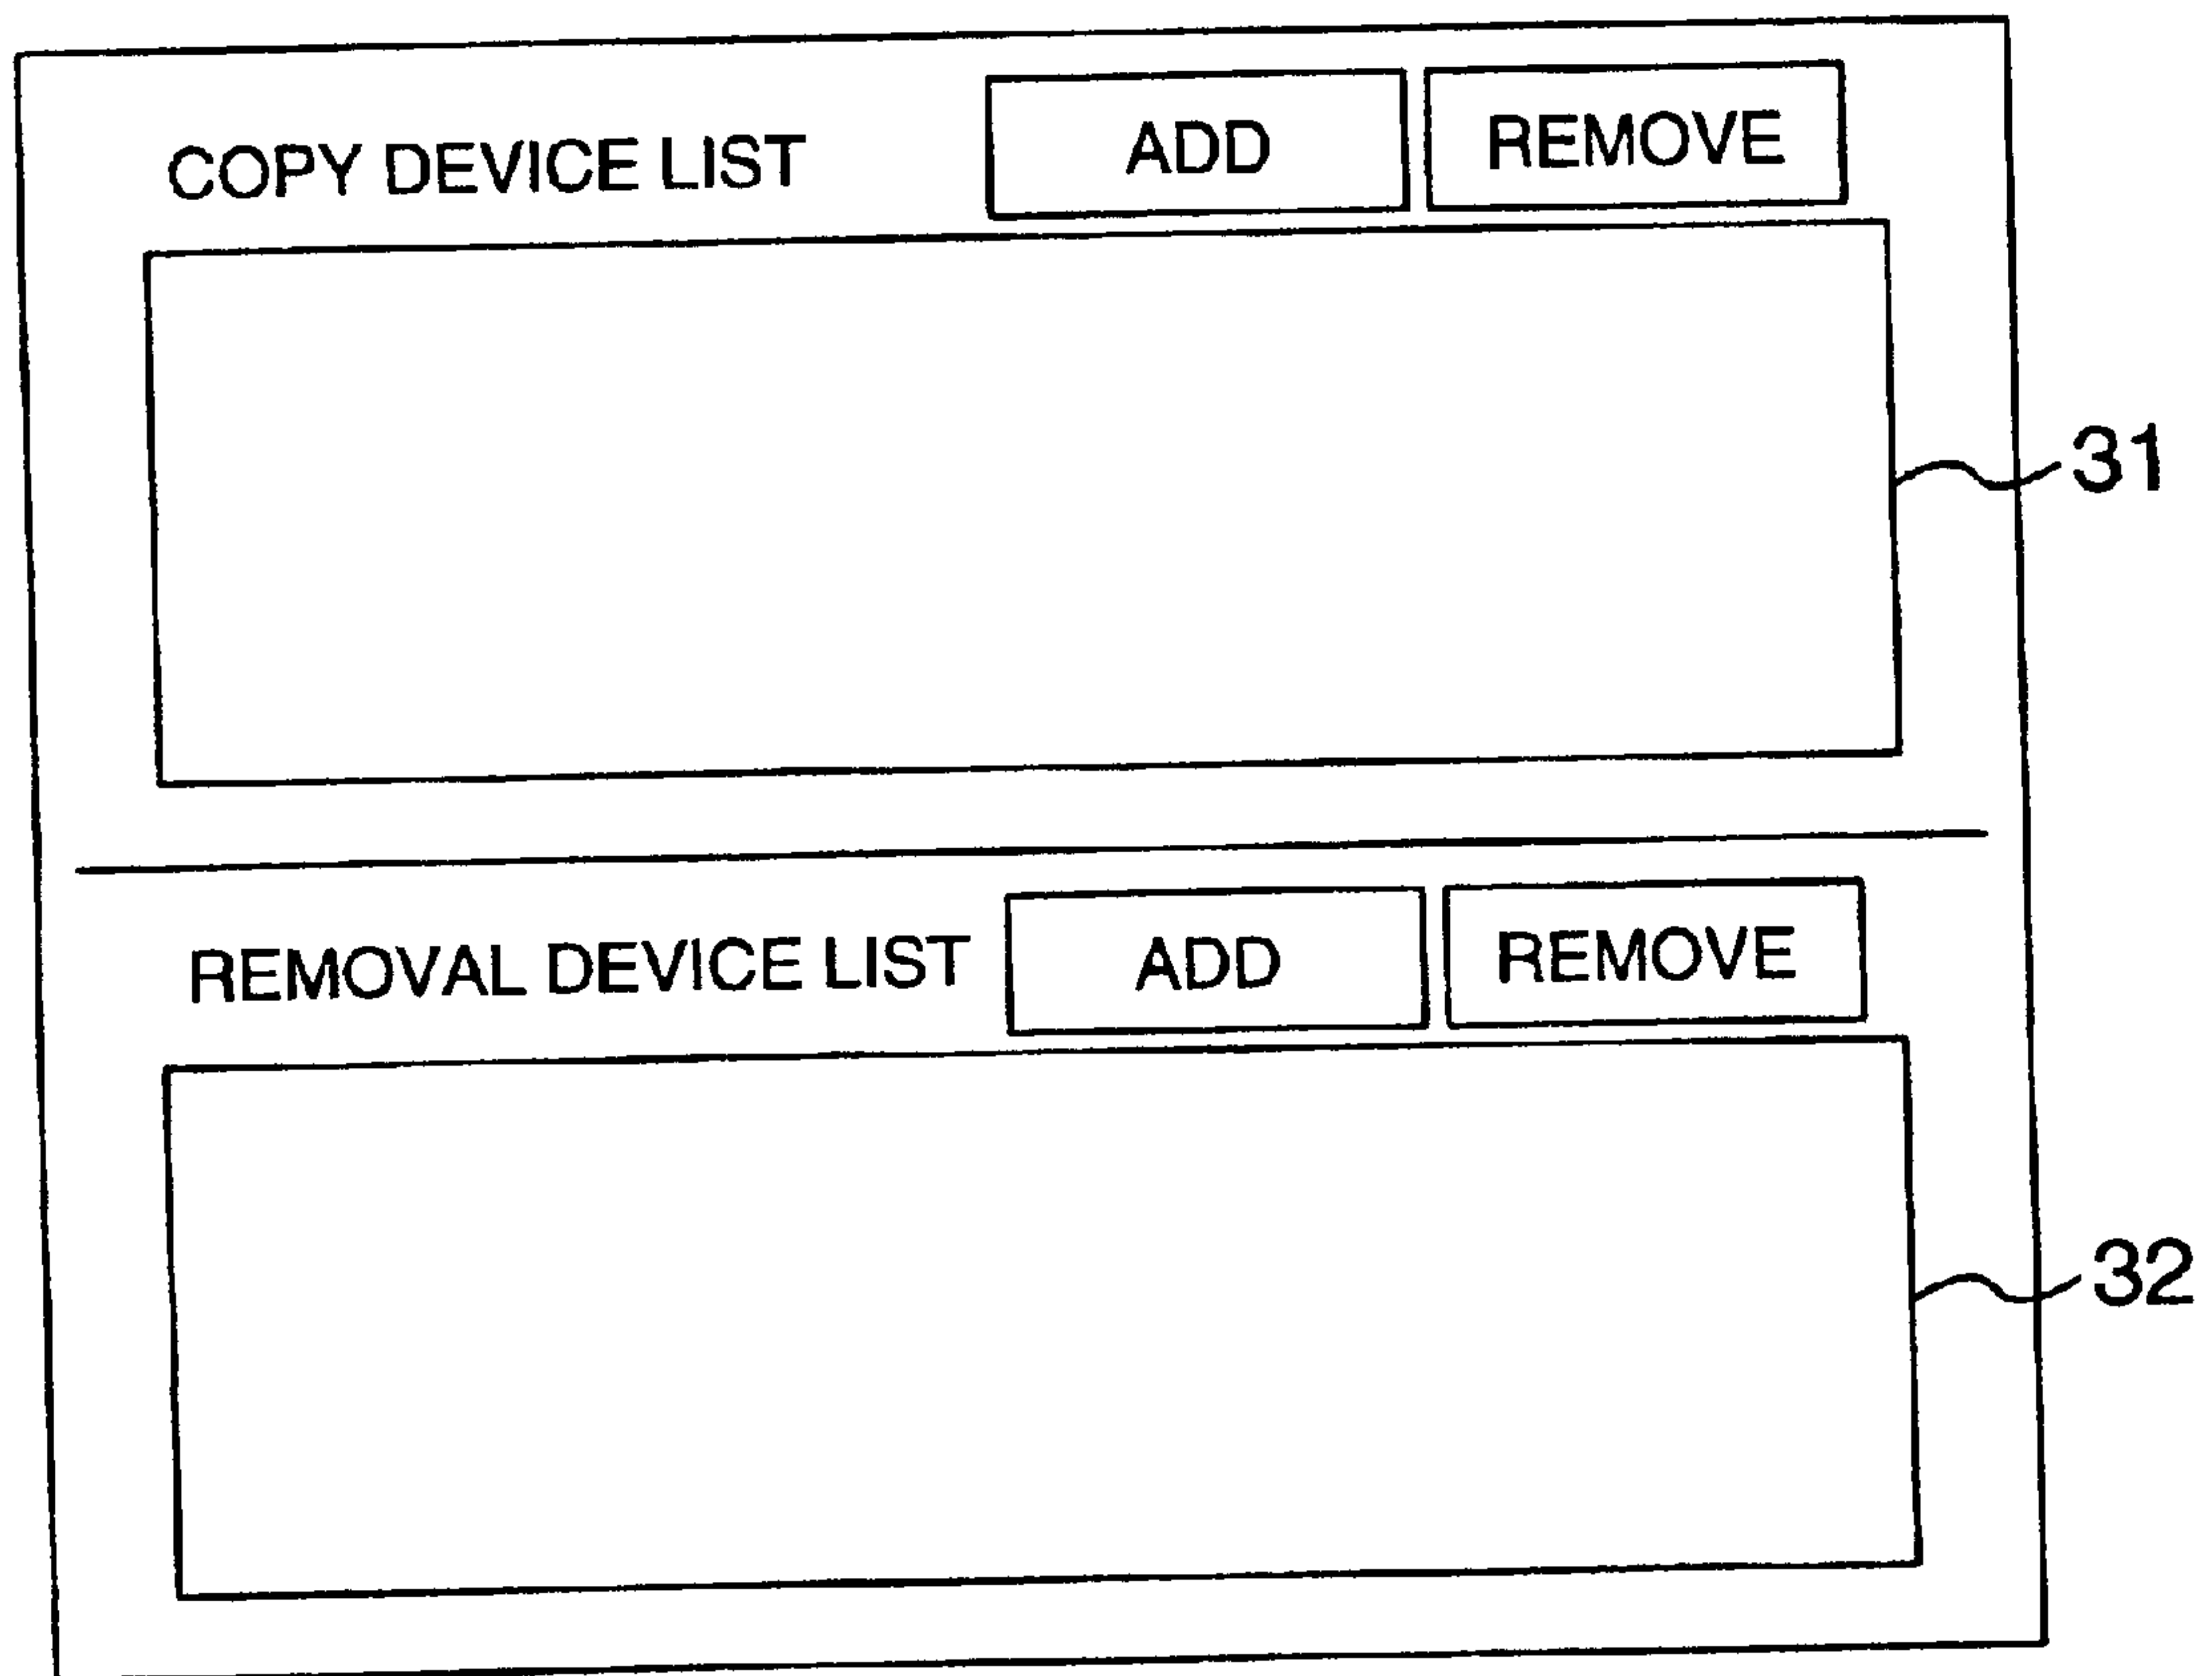 COPY DEVICE LIST ADD REMOVE
31
REMOVAL DEVICE LIST ADD REMOVE
32